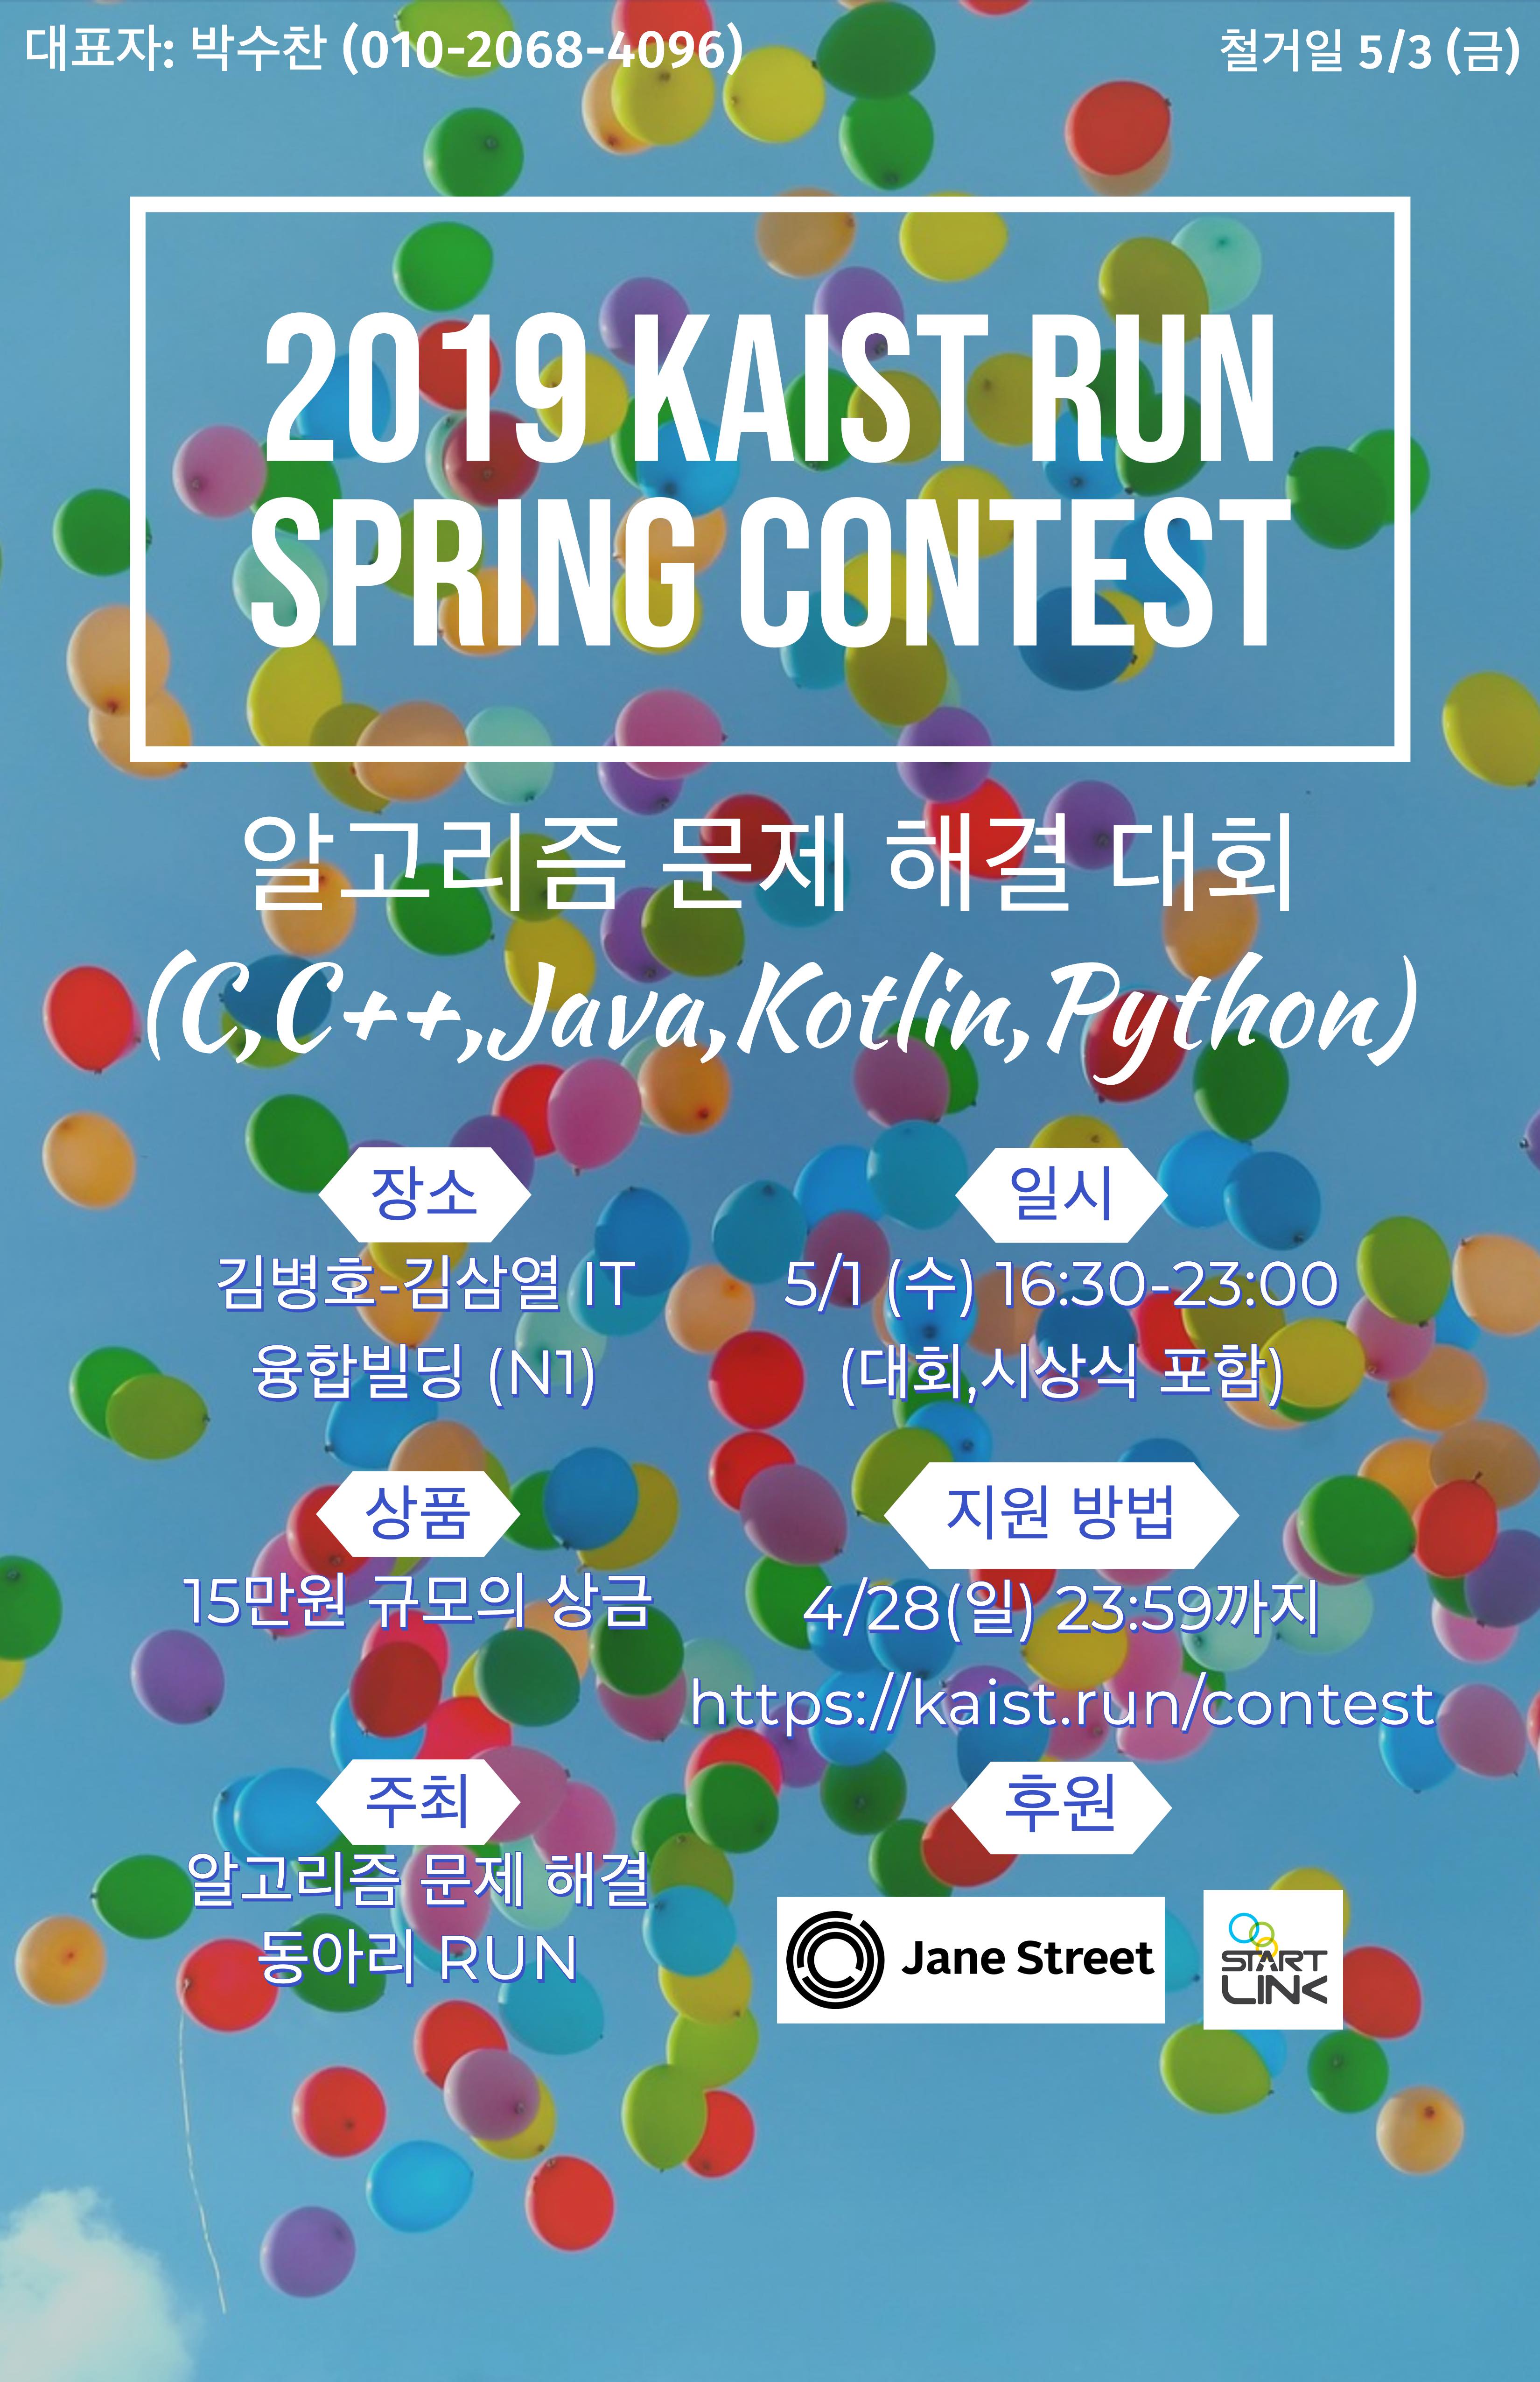 대표자: 박수찬 (010-2068-4096)
철거일 5/3 (금)
2019 KAIST RUN
SPRING CONTEST
알고리즘 문제 해결 대회
(C,C++,Java,Kotlin,Python)
장소
김병호-김삼열 IT
융합빌딩 (N1)
일시
5/1 (수) 16:30-23:00
(대회,시상식 포함)
상품
15만원 규모의 상금
지원 방법
4/28(일) 23:59까지
https://kaist.run/contest
주최
알고리즘 문제 해결
동아리 RUN
후원
Jane Street
START
LINK